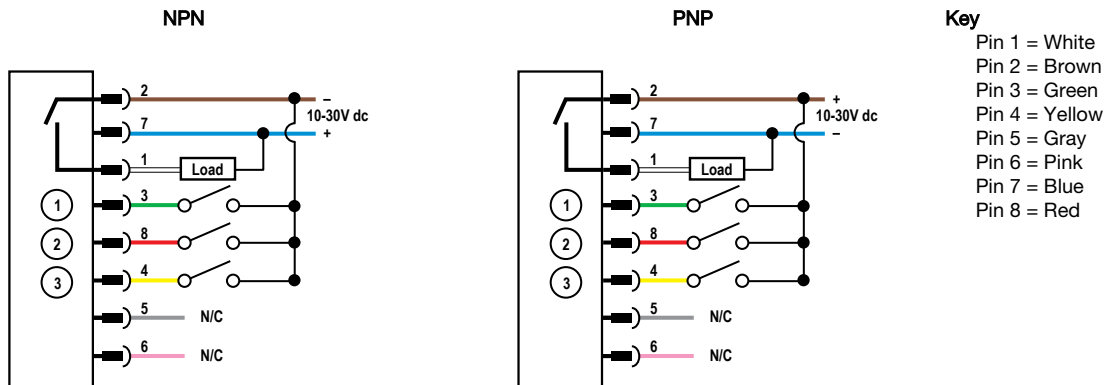 NPN
2
–
10-30V dc
7
+
1
Load
1
3
2
8
3
4
5
N/C
6
N/C
PNP
2
+
10-30V dc
7
–
1
Load
1
3
2
8
3
4
5
N/C
6
N/C
Key
Pin 1 = White
Pin 2 = Brown
Pin 3 = Green
Pin 4 = Yellow
Pin 5 = Gray
Pin 6 = Pink
Pin 7 = Blue
Pin 8 = Red